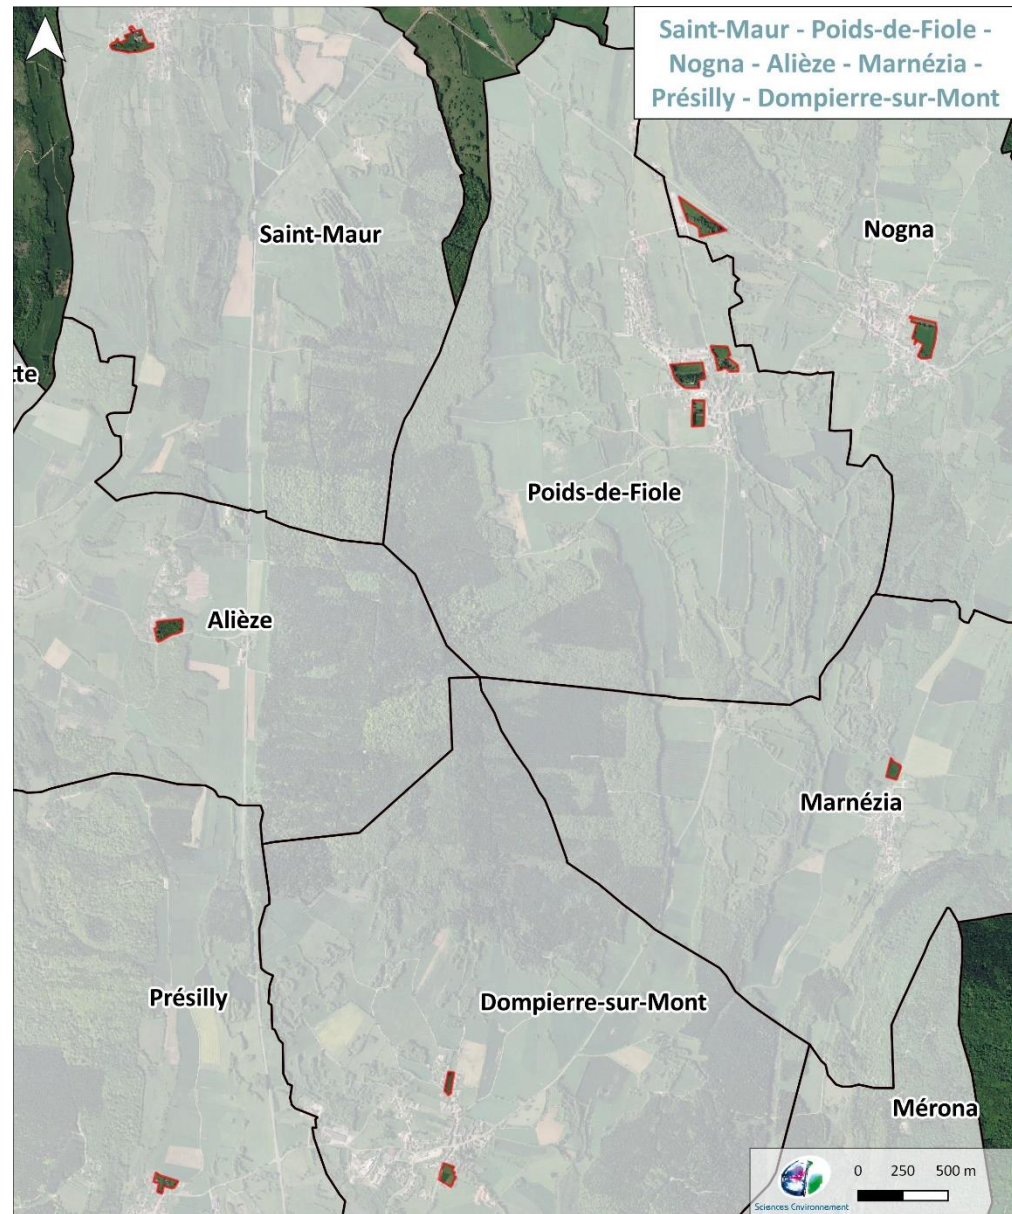 Saint-Maur - Poids-de-Fiole -
Nogna - Alièze - Marnézia -
Présilly - Dompierre-sur-Mont
Saint-Maur
Nogna
tte
Poids-de-Fiole
Alièze
Marnézia
Présilly
Dompierre-sur-Mont
Mérona
0 250 500 m
Sciences Environnement